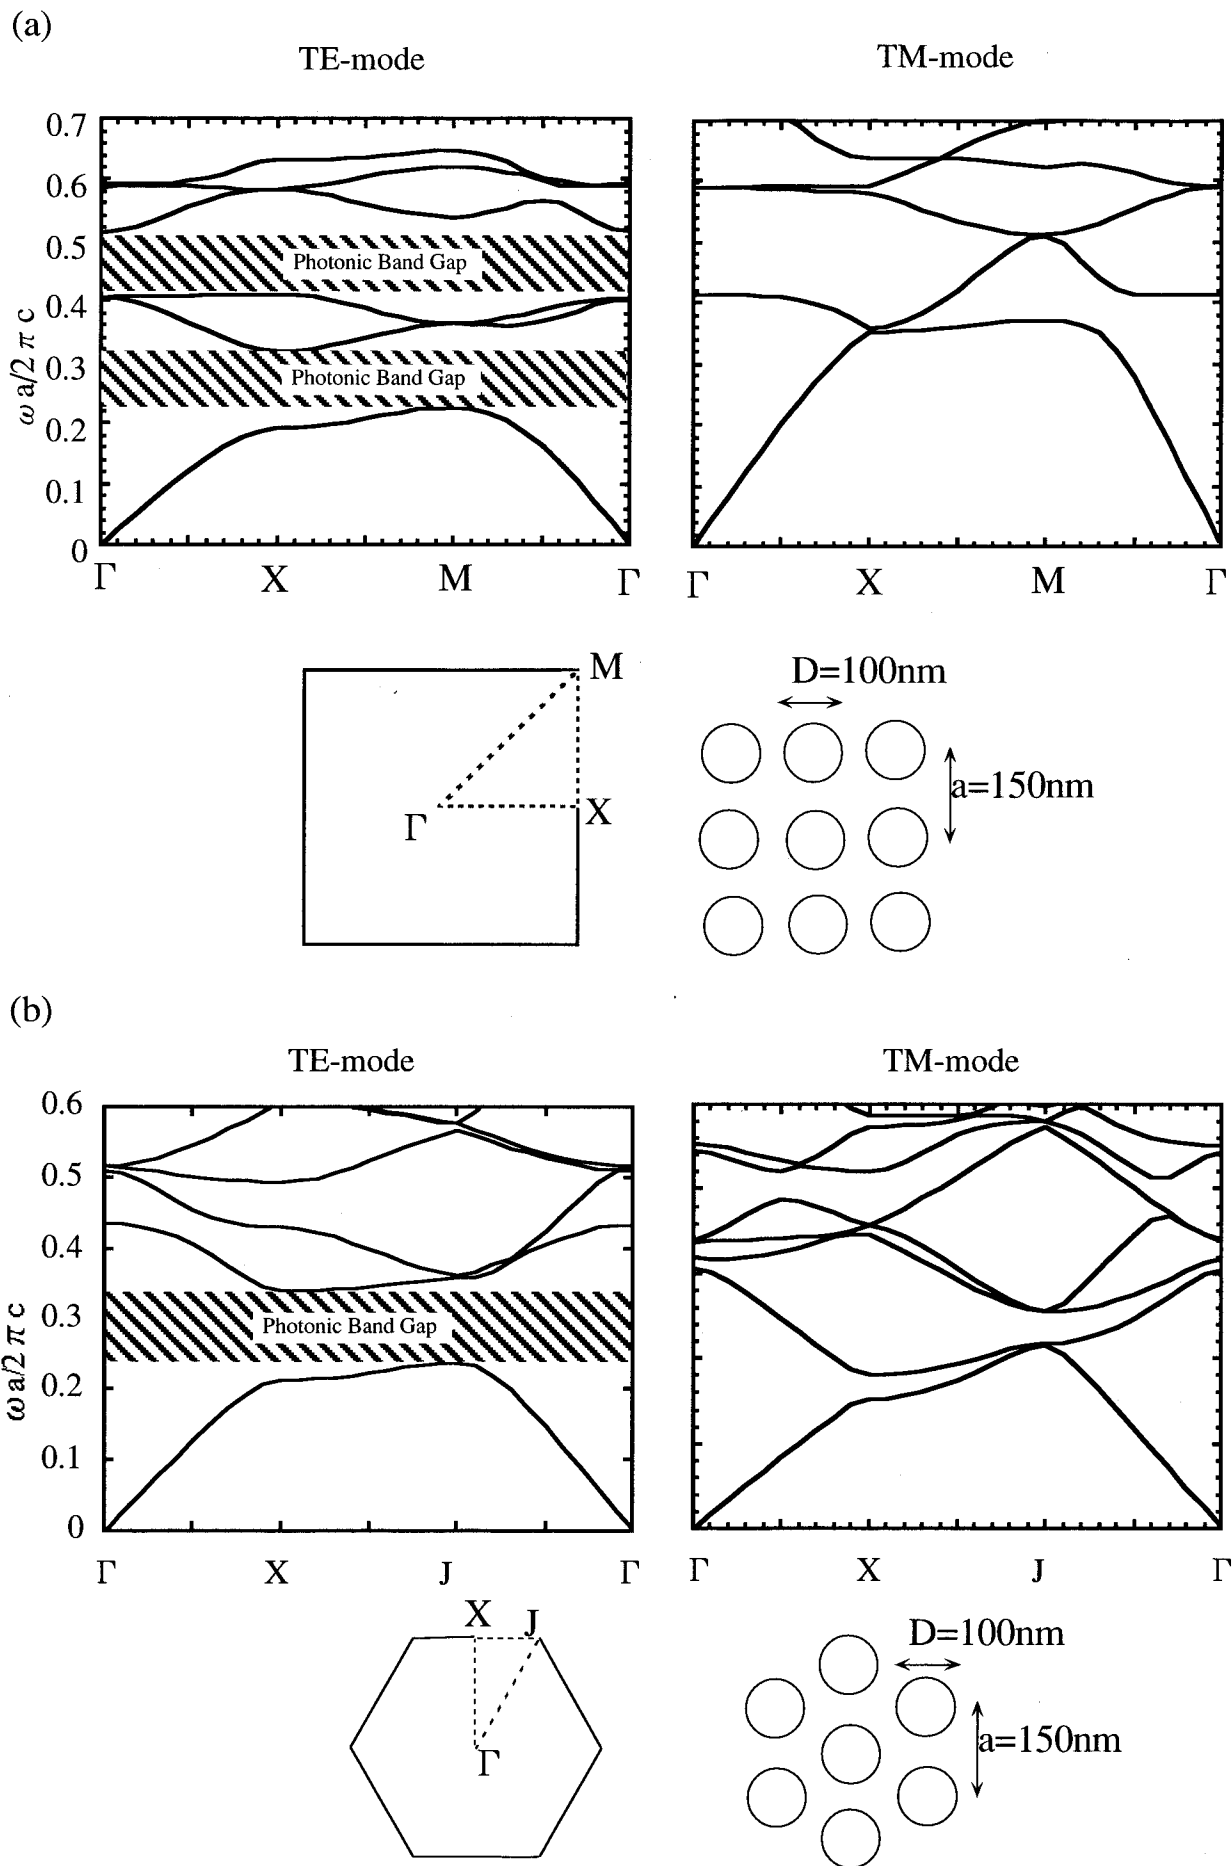 (a)
TE-mode
TM-mode
0.7
0.6
0.5
0.4
0.3
0.2
0.1
0
ω a/2 π c
Photonic Band Gap
Photonic Band Gap
Γ X M Γ
Γ X M Γ
M
X
Γ
D=100nm
a=150nm
(b)
TE-mode
TM-mode
0.6
0.5
0.4
0.3
0.2
0.1
0
ω a/2 π c
Photonic Band Gap
Γ X J Γ
Γ X J Γ
X J
Γ
D=100nm
a=150nm